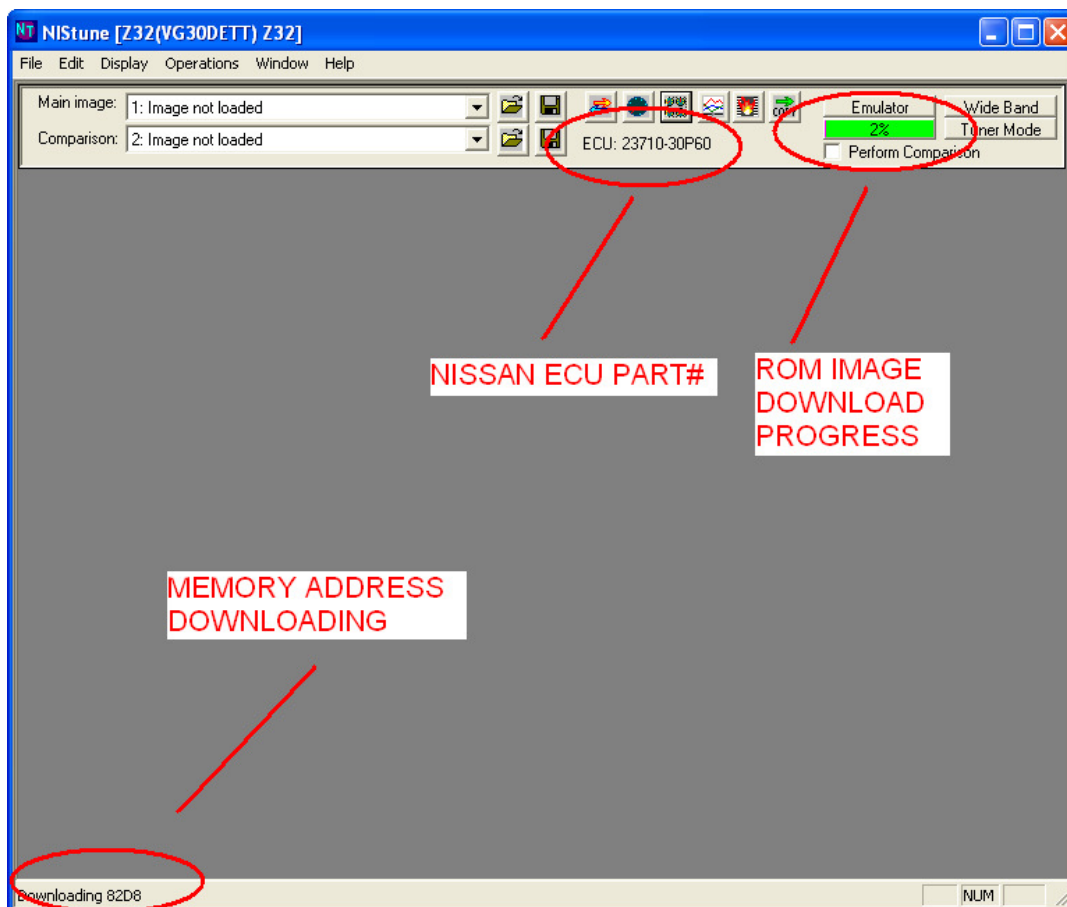 NIStune [Z32(VG30DETT) Z32]
File Edit Display Operations Window Help
Main image: 1: Image not loaded
Emulator Wide Band
Comparison: 2: Image not loaded
ECU: 23710-30P60
2% Tuner Mode
Perform Comparison
NISSAN ECU PART#
ROM IMAGE
DOWNLOAD
PROGRESS
MEMORY ADDRESS
DOWNLOADING
Downloading 82D8
NUM